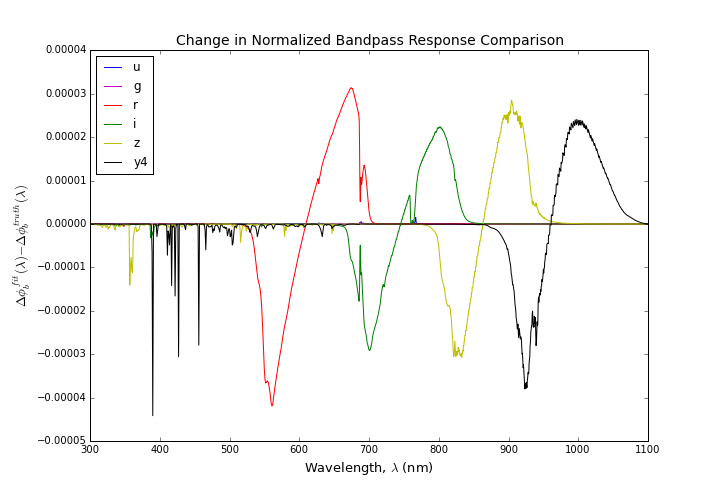 Change in Normalized Bandpass Response Comparison
u
g
r
i
z
y4
0.00004
0.00003
0.00002
0.00001
0.00000
−0.00001
−0.00002
−0.00003
−0.00004
−0.00005
Δϕ_b^{fit}(λ)−Δϕ_b^{truth}(λ)
300 400 500 600 700 800 900 1000 1100
Wavelength, λ (nm)